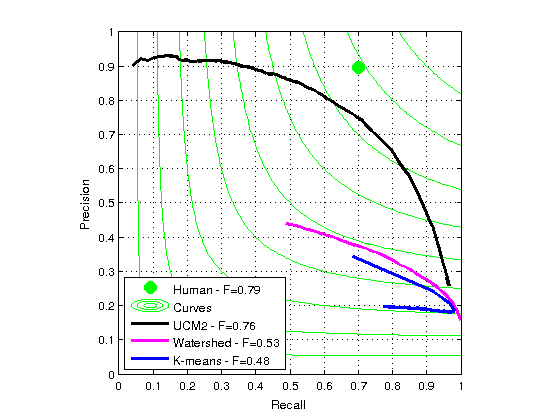 1
0.9
0.8
0.7
0.6
0.5
0.4
0.3
0.2
0.1
0
Precision
Human - F=0.79
Curves
UCM2 - F=0.76
Watershed - F=0.53
K-means - F=0.48
0 0.1 0.2 0.3 0.4 0.5 0.6 0.7 0.8 0.9 1
Recall